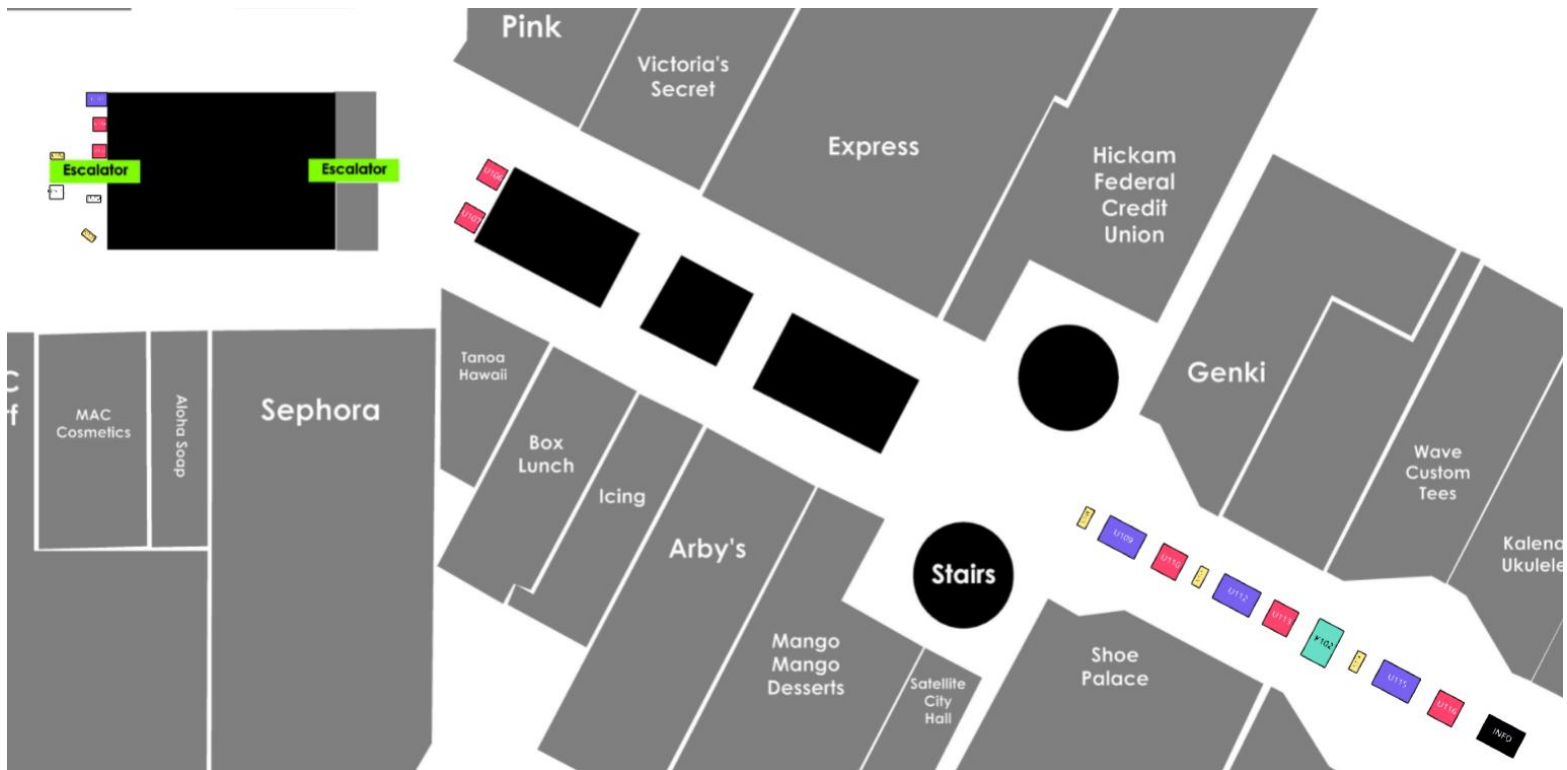 Pink
Victoria's
Secret
Express
Hickam
Federal
Credit
Union
Escalator
Escalator
U106
U107
Genki
Tanoa
Hawaii
MAC
Cosmetics
Aloha Soap
Sephora
Box
Lunch
Icing
Arby's
Stairs
Wave
Custom
Tees
Kalena
Ukulele
U109
U110
U112
U113
K102
U115
U116
INFO
Mango
Mango
Desserts
Satellite
City
Hall
Shoe
Palace